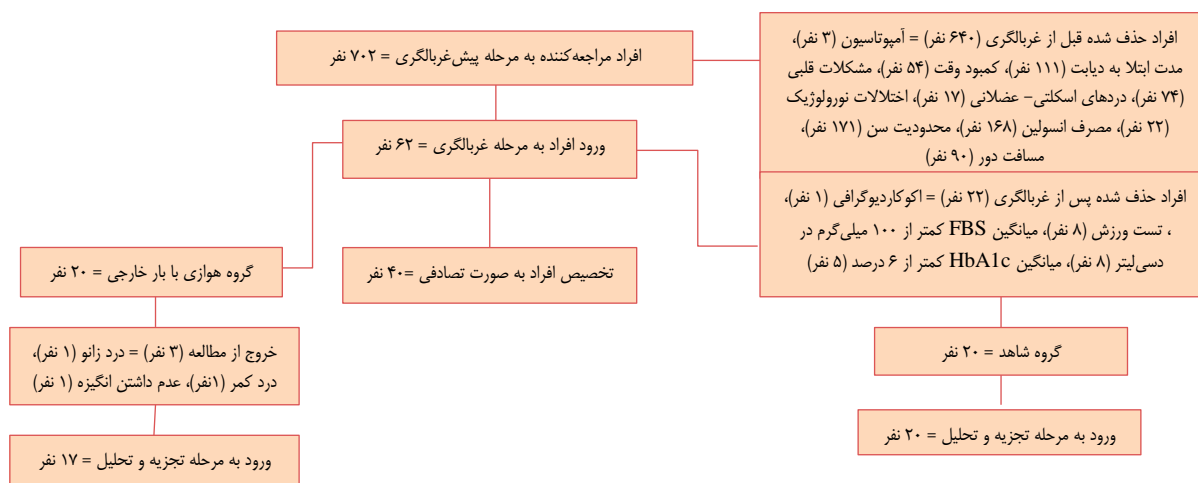 افراد مراجعه‌کننده به مرحله پیش‌غربالگری = ۷۰۲ نفر
افراد حذف شده قبل از غربالگری (۶۴۰ نفر) = آمپوتاسیون (۳ نفر)،
مدت ابتلا به دیابت (۱۱۱ نفر)، کمبود وقت (۵۴ نفر)، مشکلات قلبی
(۷۴ نفر)، دردهای اسکلتی- عضلانی (۱۷ نفر)، اختلالات نورولوژیک
(۲۲ نفر)، مصرف انسولین (۱۶۸ نفر)، محدودیت سن (۱۷۱ نفر)،
مسافت دور (۹۰ نفر)
ورود افراد به مرحله غربالگری = ۶۲ نفر
افراد حذف شده پس از غربالگری (۲۲ نفر) = اکوکاردیوگرافی (۱ نفر)،
، تست ورزش (۸ نفر)، میانگین FBS کمتر از ۱۰۰ میلی‌گرم در
دسی‌لیتر (۸ نفر)، میانگین HbA1c کمتر از ۶ درصد (۵ نفر)
تخصیص افراد به صورت تصادفی =۴۰ نفر
گروه هوازی با بار خارجی = ۲۰ نفر
گروه شاهد = ۲۰ نفر
خروج از مطالعه (۳ نفر) = درد زانو (۱ نفر)،
درد کمر (۱نفر)، عدم داشتن انگیزه (۱ نفر)
ورود به مرحله تجزیه و تحلیل = ۲۰ نفر
ورود به مرحله تجزیه و تحلیل = ۱۷ نفر